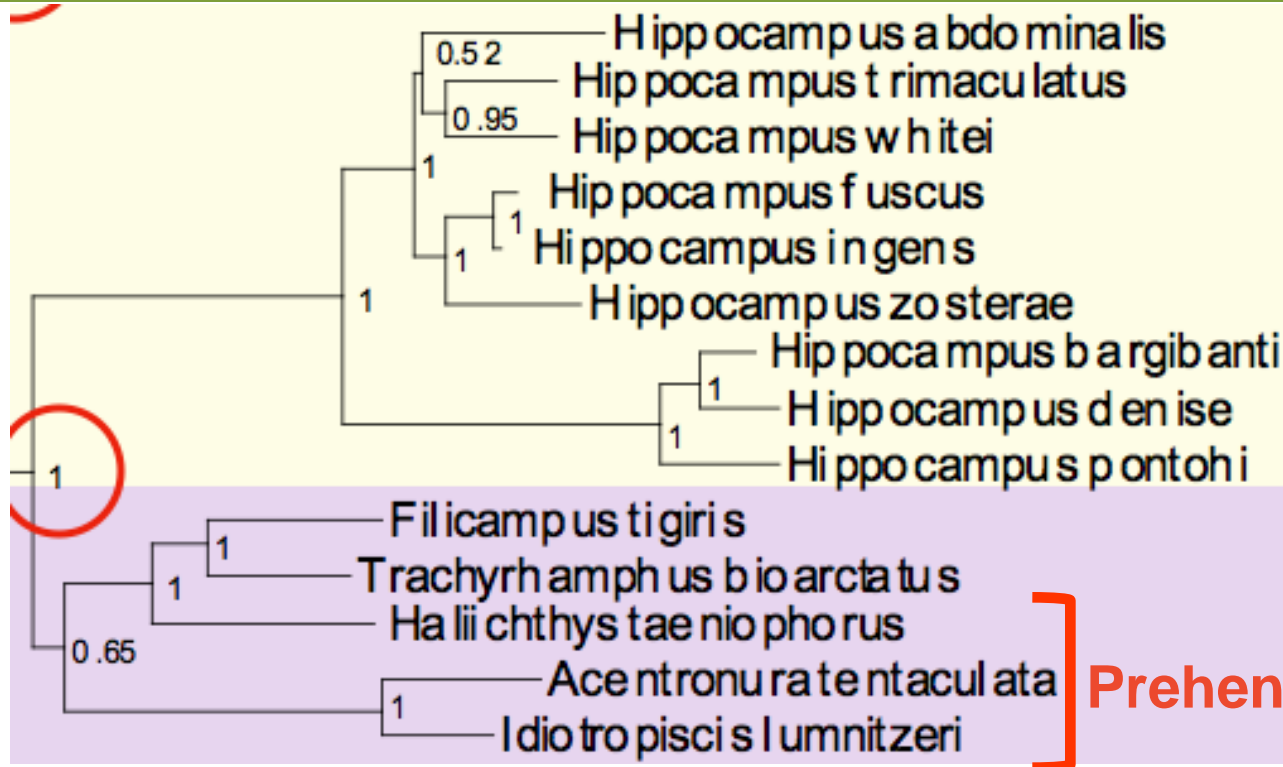 Hippocampus abdominalis
0.52
Hippocampus trimaculatus
0.95
Hippocampus whitei
1
Hippocampus fuscus
1
Hippocampus ingens
1
Hippocampus zosterae
1
Hippocampus bargibanti
1
Hippocampus denise
1
Hippocampus pontohi
1
Filicampus tigiris
1
Trachyrhamphus bioarctatus
1
Haliichthys taeniophorus
0.65
Acentronura tentaculata
Prehen
1
Idiotropiscis lumnitzeri